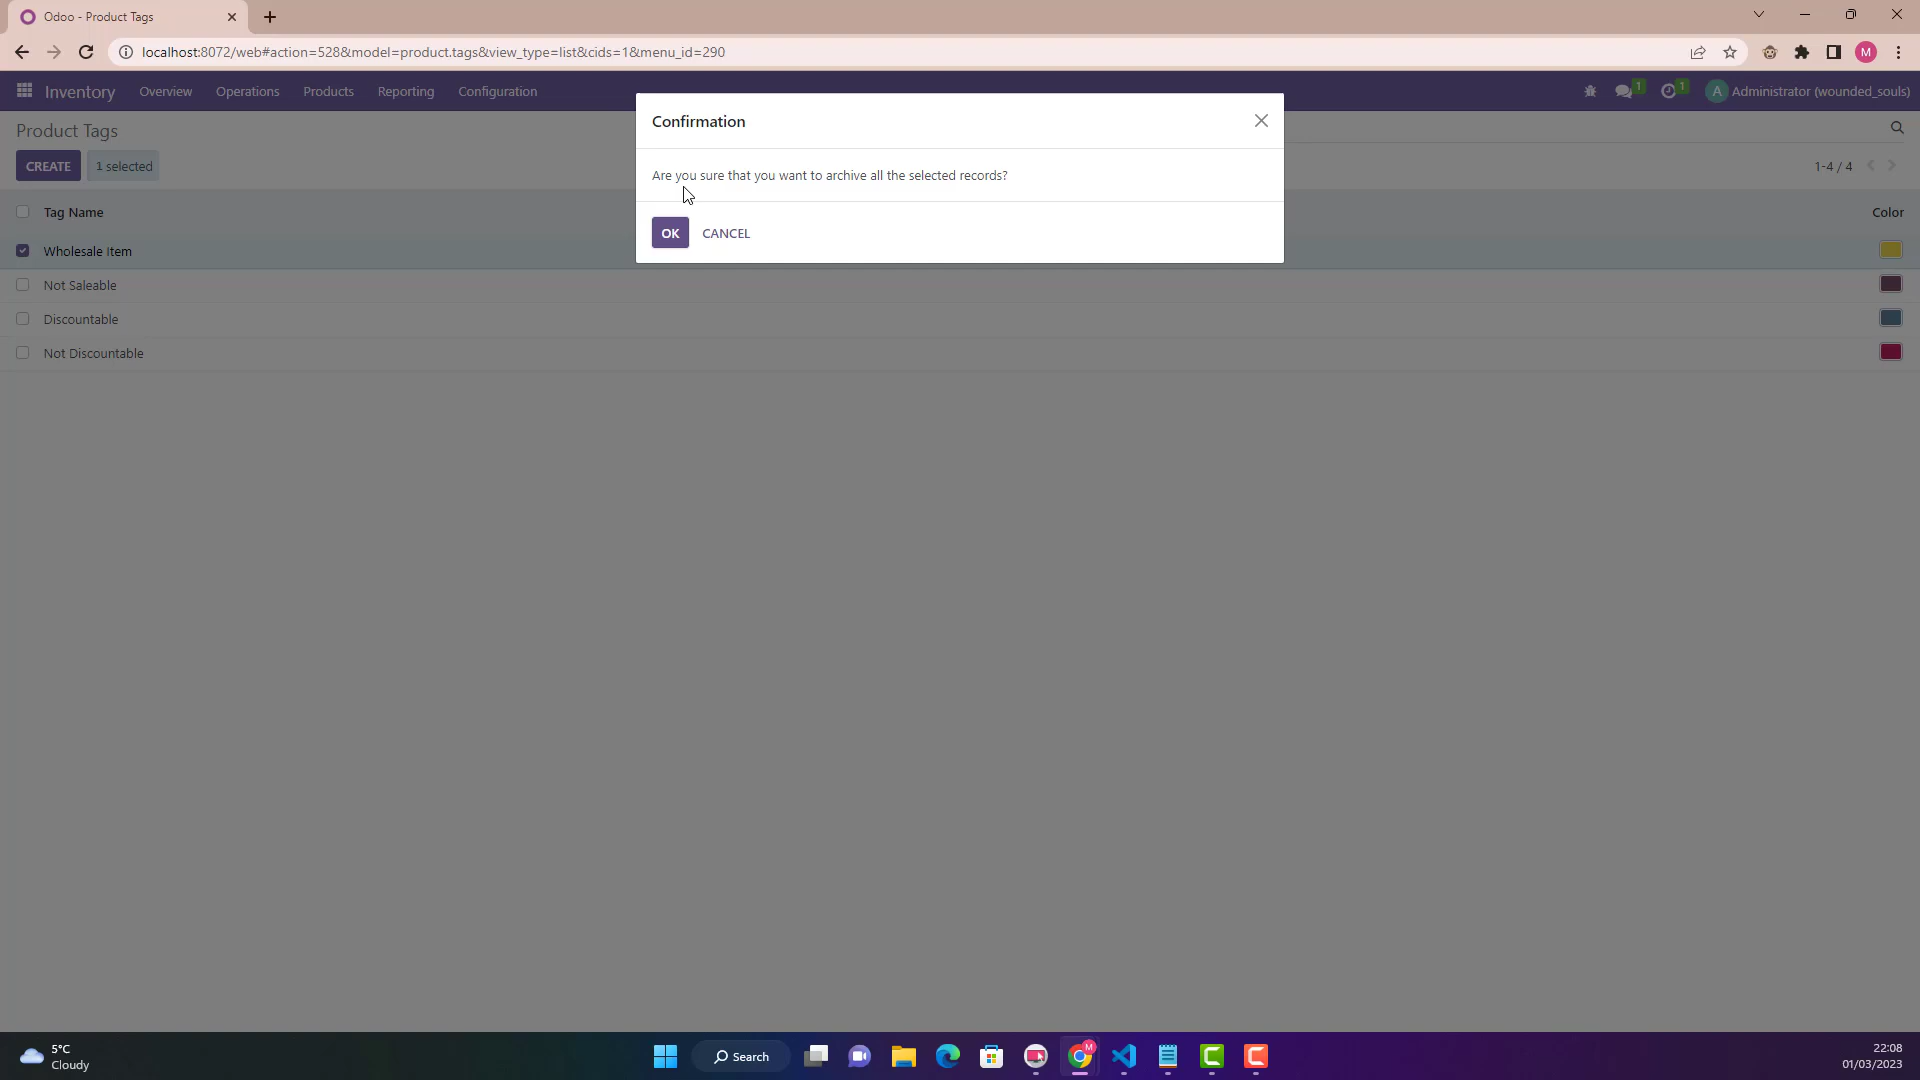 Odoo - Product Tags
localhost:8072/web#action=528&model=product.tags&view_type=list&cids=1&menu_id=290
M
Inventory Overview Operations Products Reporting Configuration
1 1 A Administrator (wounded_souls)
Product Tags
CREATE 1 selected
1-4 / 4
Confirmation
Are you sure that you want to archive all the selected records?
OK CANCEL
Tag Name Color
Wholesale Item
Not Saleable
Discountable
Not Discountable
5°C
Cloudy
Search
M
22:08
01/03/2023